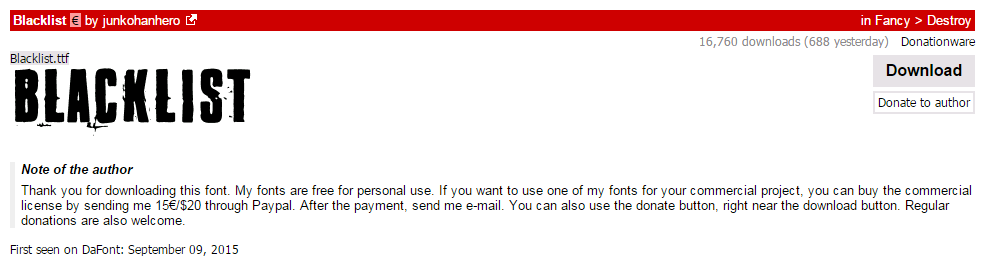 Blacklist € by junkohanhero in Fancy > Destroy
16,760 downloads (688 yesterday) Donationware
Blacklist.ttf
Download
BLACKLIST
Donate to author
Note of the author
Thank you for downloading this font. My fonts are free for personal use. If you want to use one of my fonts for your commercial project, you can buy the commercial
license by sending me 15€/$20 through Paypal. After the payment, send me e-mail. You can also use the donate button, right near the download button. Regular
donations are also welcome.
First seen on DaFont: September 09, 2015